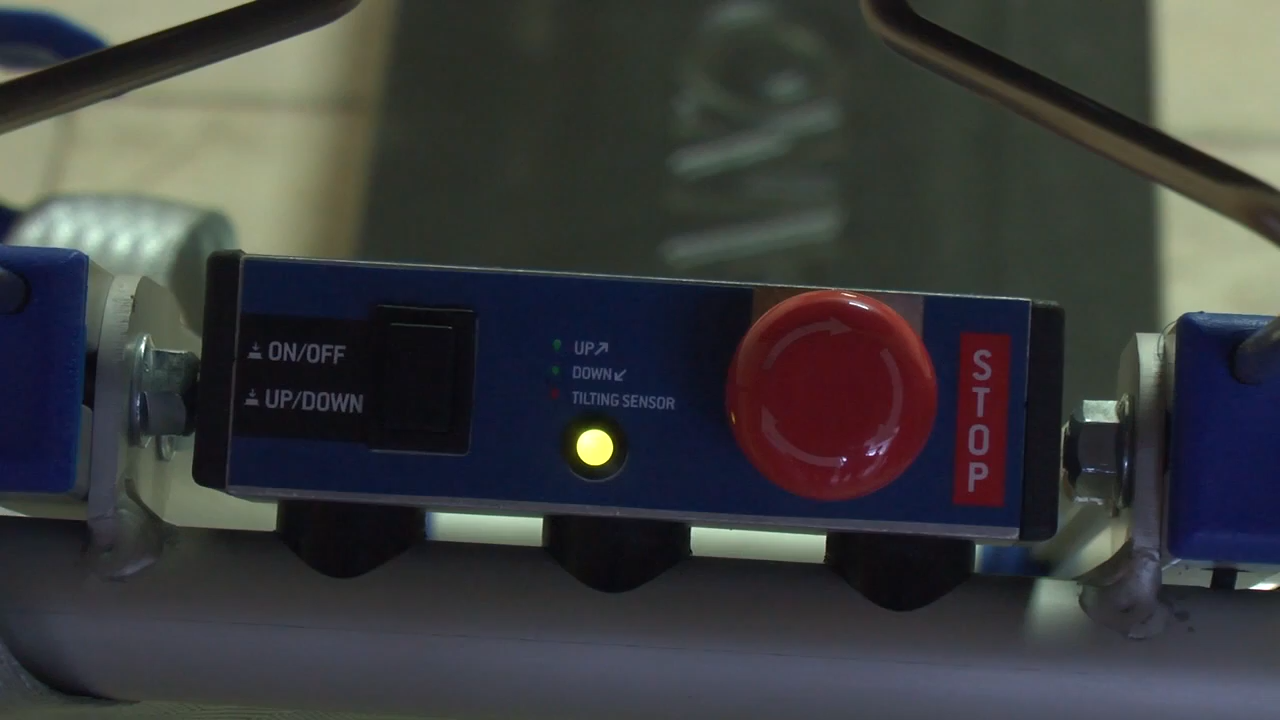 ON/OFF
UP/DOWN
UP↗
DOWN↙
TILTING SENSOR
STOP